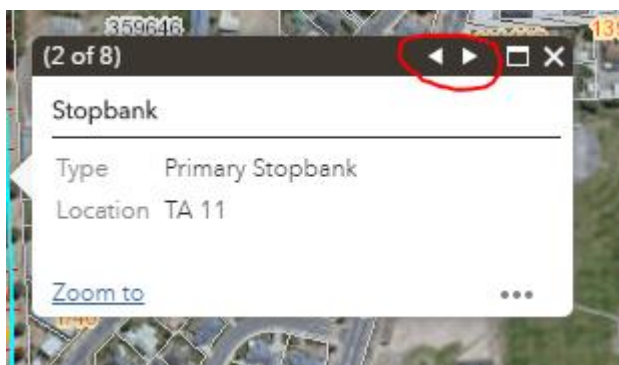 359646
(2 of 8)
Stopbank
Type Primary Stopbank
Location TA 11
Zoom to